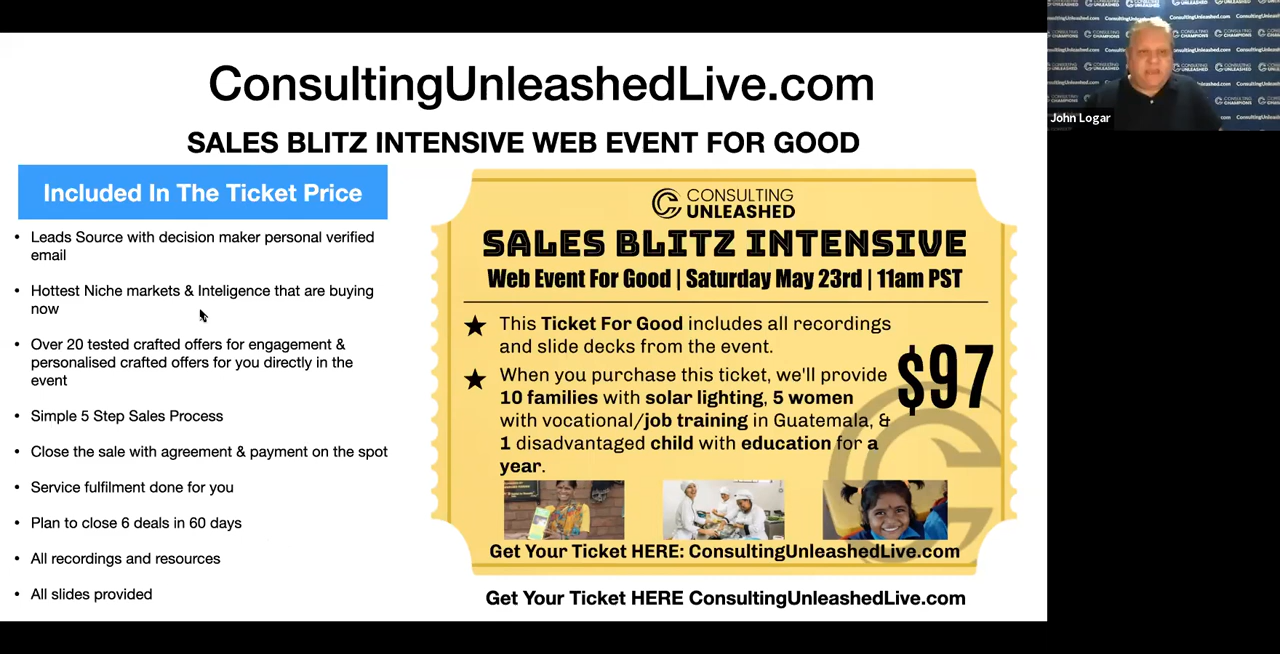 ConsultingUnleashedLive.com
SALES BLITZ INTENSIVE WEB EVENT FOR GOOD
Included In The Ticket Price
• Leads Source with decision maker personal verified
email
• Hottest Niche markets & Inteligence that are buying
now
• Over 20 tested crafted offers for engagement &
personalised crafted offers for you directly in the
event
• Simple 5 Step Sales Process
• Close the sale with agreement & payment on the spot
• Service fulfilment done for you
• Plan to close 6 deals in 60 days
• All recordings and resources
• All slides provided
CONSULTING
UNLEASHED
SALES BLITZ INTENSIVE
Web Event For Good | Saturday May 23rd | 11am PST
★ This Ticket For Good includes all recordings
and slide decks from the event.
★ When you purchase this ticket, we'll provide
10 families with solar lighting, 5 women
with vocational/job training in Guatemala, &
1 disadvantaged child with education for a
year.
$97
Get Your Ticket HERE: ConsultingUnleashedLive.com
Get Your Ticket HERE ConsultingUnleashedLive.com
John Logar
ConsultingUnleashed.com
CONSULTING
CHAMPIONS
CONSULTING
UNLEASHED